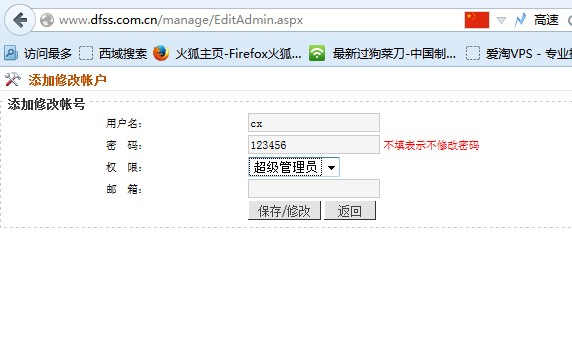 www.dfss.com.cn/manage/EditAdmin.aspx 高速
访问最多 西域搜索 火狐主页-Firefox火狐... 最新过狗菜刀-中国制... 爱淘VPS - 专业
添加修改帐户
添加修改帐号
用户名: cx
密 码: 123456 不填表示不修改密码
权 限: 超级管理员
邮 箱:
保存/修改 返回